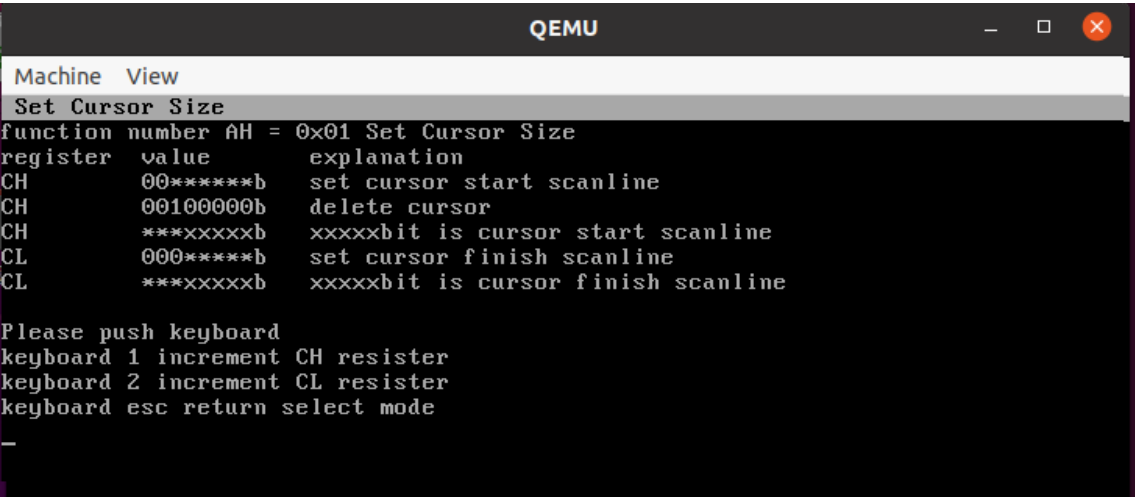 QEMU
Machine View
Set Cursor Size
function number AH = 0x01 Set Cursor Size
register value explanation
CH 00******b set cursor start scanline
CH 00100000b delete cursor
CH ***xxxxxb xxxxxbit is cursor start scanline
CL 000*****b set cursor finish scanline
CL ***xxxxxb xxxxxbit is cursor finish scanline
Please push keyboard
keyboard 1 increment CH resister
keyboard 2 increment CL resister
keyboard esc return select mode